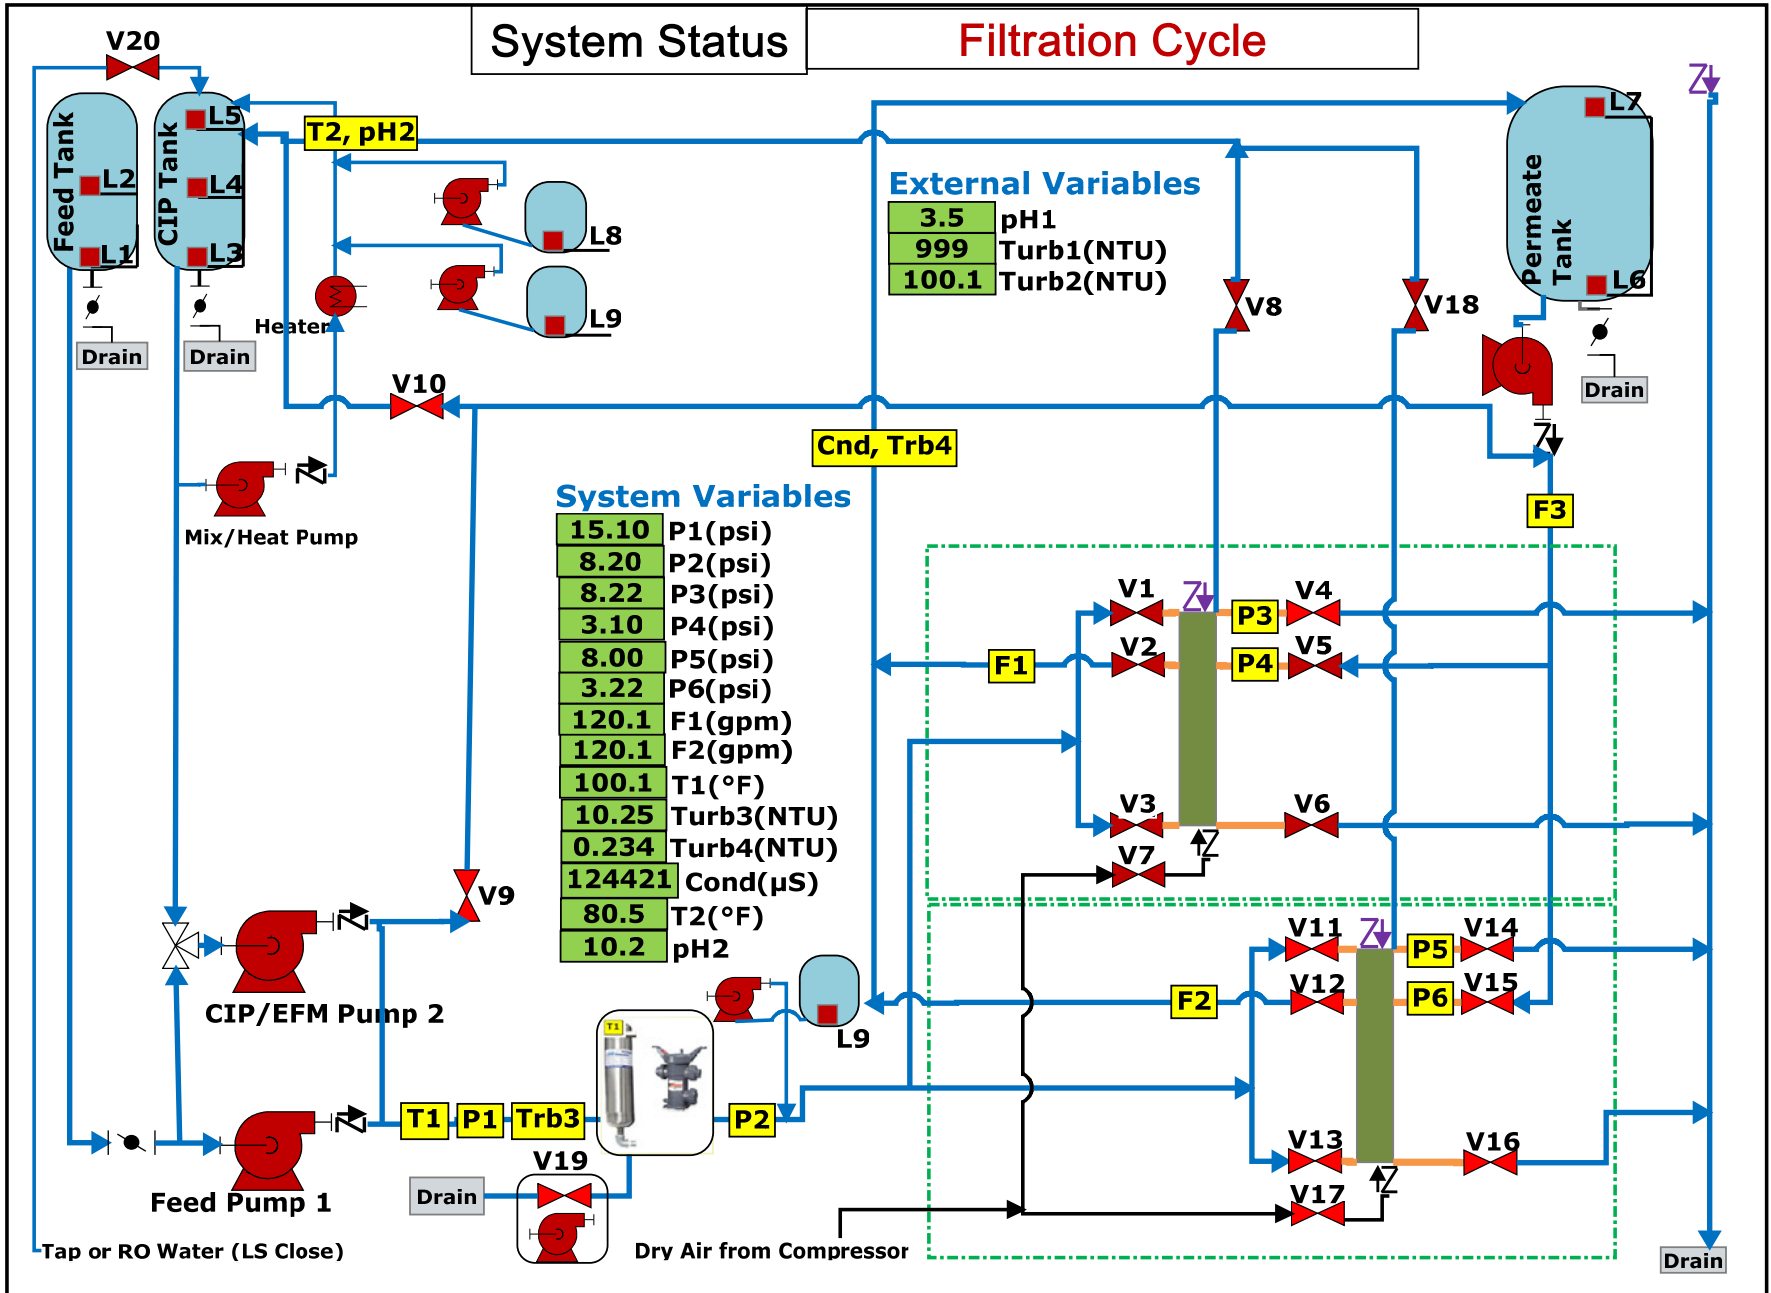 System Status
Filtration Cycle
V20
Feed Tank
L2
L1
CIP Tank
L5
L4
L3
T2, pH2
L8
L9
Heater
Drain
Drain
V10
Mix/Heat Pump
External Variables
3.5 pH1
999 Turb1(NTU)
100.1 Turb2(NTU)
V8
V18
Permeate Tank
L7
L6
Drain
Cnd, Trb4
F3
System Variables
15.10 P1(psi)
8.20 P2(psi)
8.22 P3(psi)
3.10 P4(psi)
8.00 P5(psi)
3.22 P6(psi)
120.1 F1(gpm)
120.1 F2(gpm)
100.1 T1(°F)
10.25 Turb3(NTU)
0.234 Turb4(NTU)
124421 Cond(µS)
80.5 T2(°F)
10.2 pH2
V1
P3
V4
F1
V2
P4
V5
V3
V6
V7
V9
CIP/EFM Pump 2
V11
P5
V14
F2
V12
P6
V15
L9
T1
T1
P1
Trb3
P2
V13
V16
V17
V19
Drain
Feed Pump 1
Tap or RO Water (LS Close)
Dry Air from Compressor
Drain